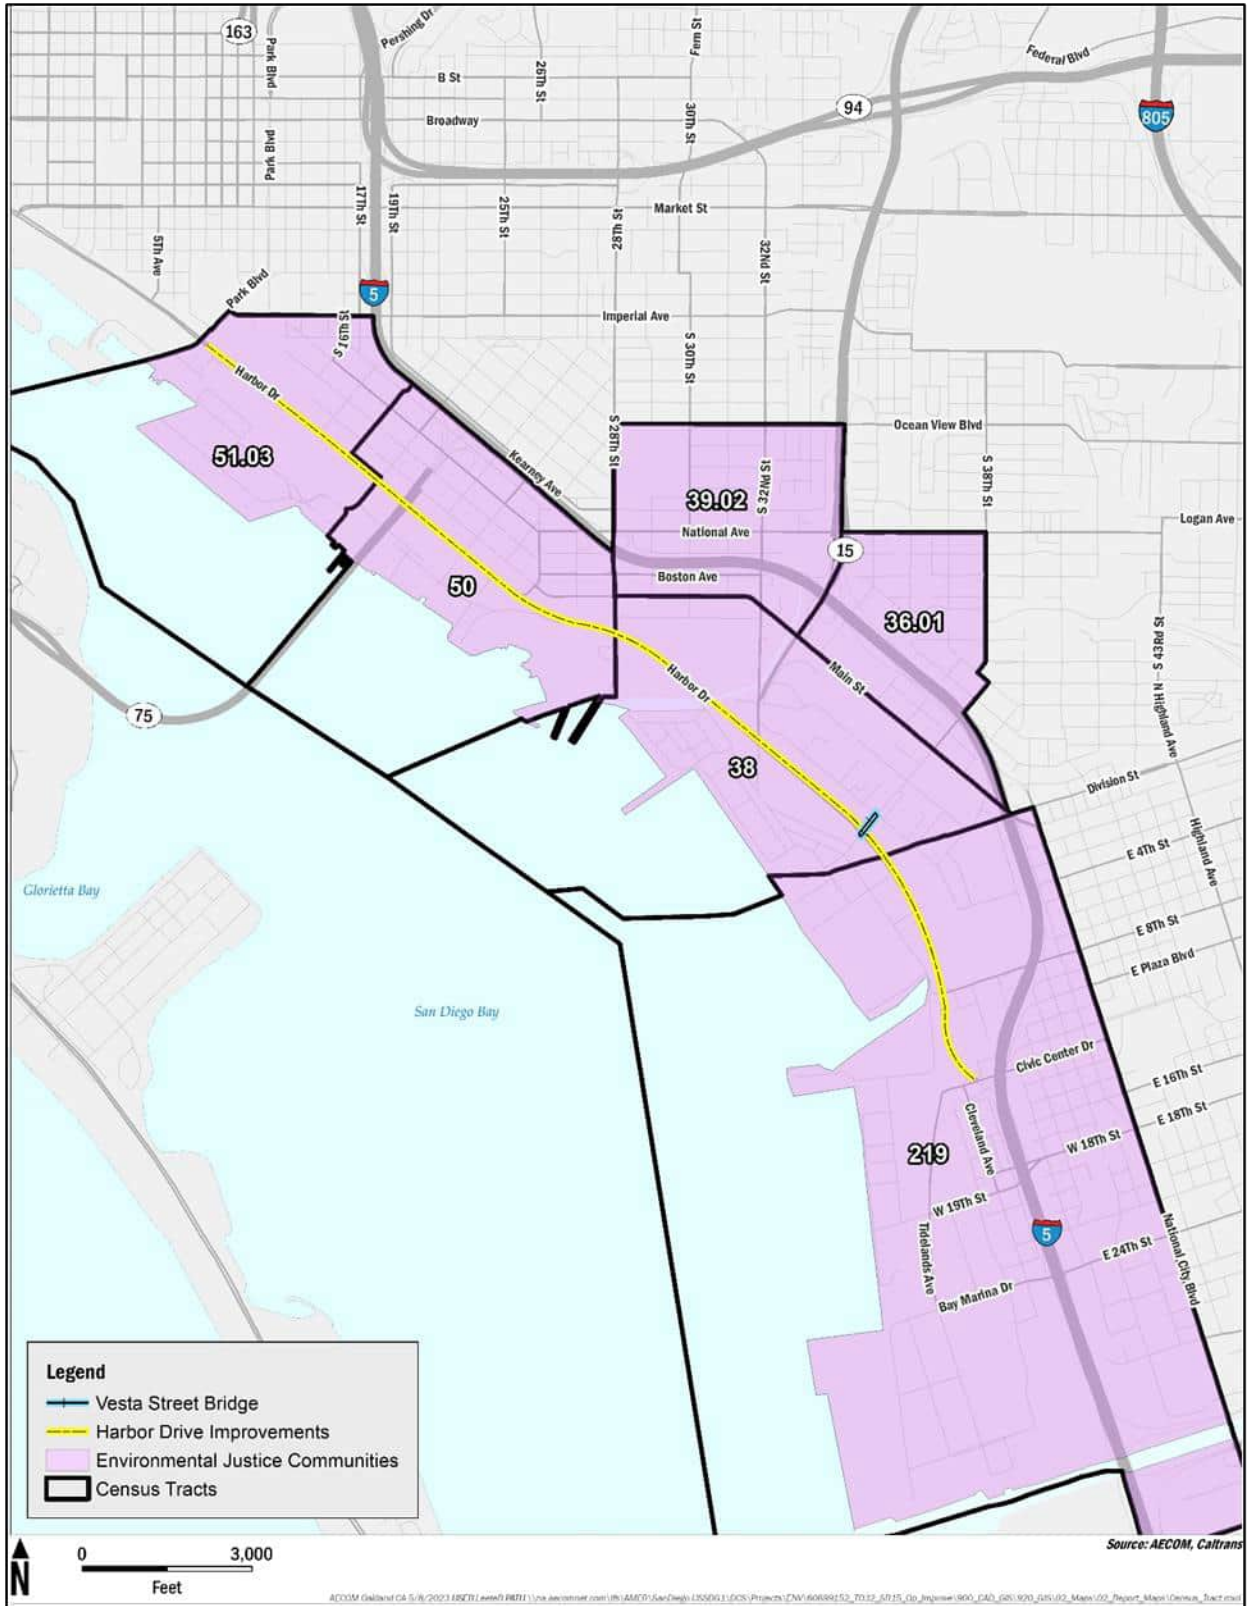 163
Park Blvd
Pershing Dr
B St
26Th St
Fern St
Federal Blvd
Broadway
Park Blvd
30Th St
94
805
17Th St
19Th St
25Th St
28Th St
Market St
5Th Ave
32Nd St
Park Blvd
5
S 16Th St
Imperial Ave
S 30Th St
Harbor Dr
S 28Th St
Ocean View Blvd
51.03
Kearney Ave
39.02
S 32Nd St
S 38Th St
National Ave
Logan Ave
15
50
Boston Ave
36.01
Main St
Harbor Dr
S 43Rd St
Highland Ave
75
38
Division St
E 4Th St
Highland Ave
Glorietta Bay
E 8Th St
E Plaza Blvd
San Diego Bay
Civic Center Dr
E 16Th St
Cleveland Ave
E 18Th St
219
W 18Th St
W 19Th St
5
Tidelands Ave
E 24Th St
National City Blvd
Bay Marina Dr
Legend
Vesta Street Bridge
Harbor Drive Improvements
Environmental Justice Communities
Census Tracts
Source: AECOM, Caltrans
N
0 3,000
Feet
AECOM Oakland CA 5/8/2023